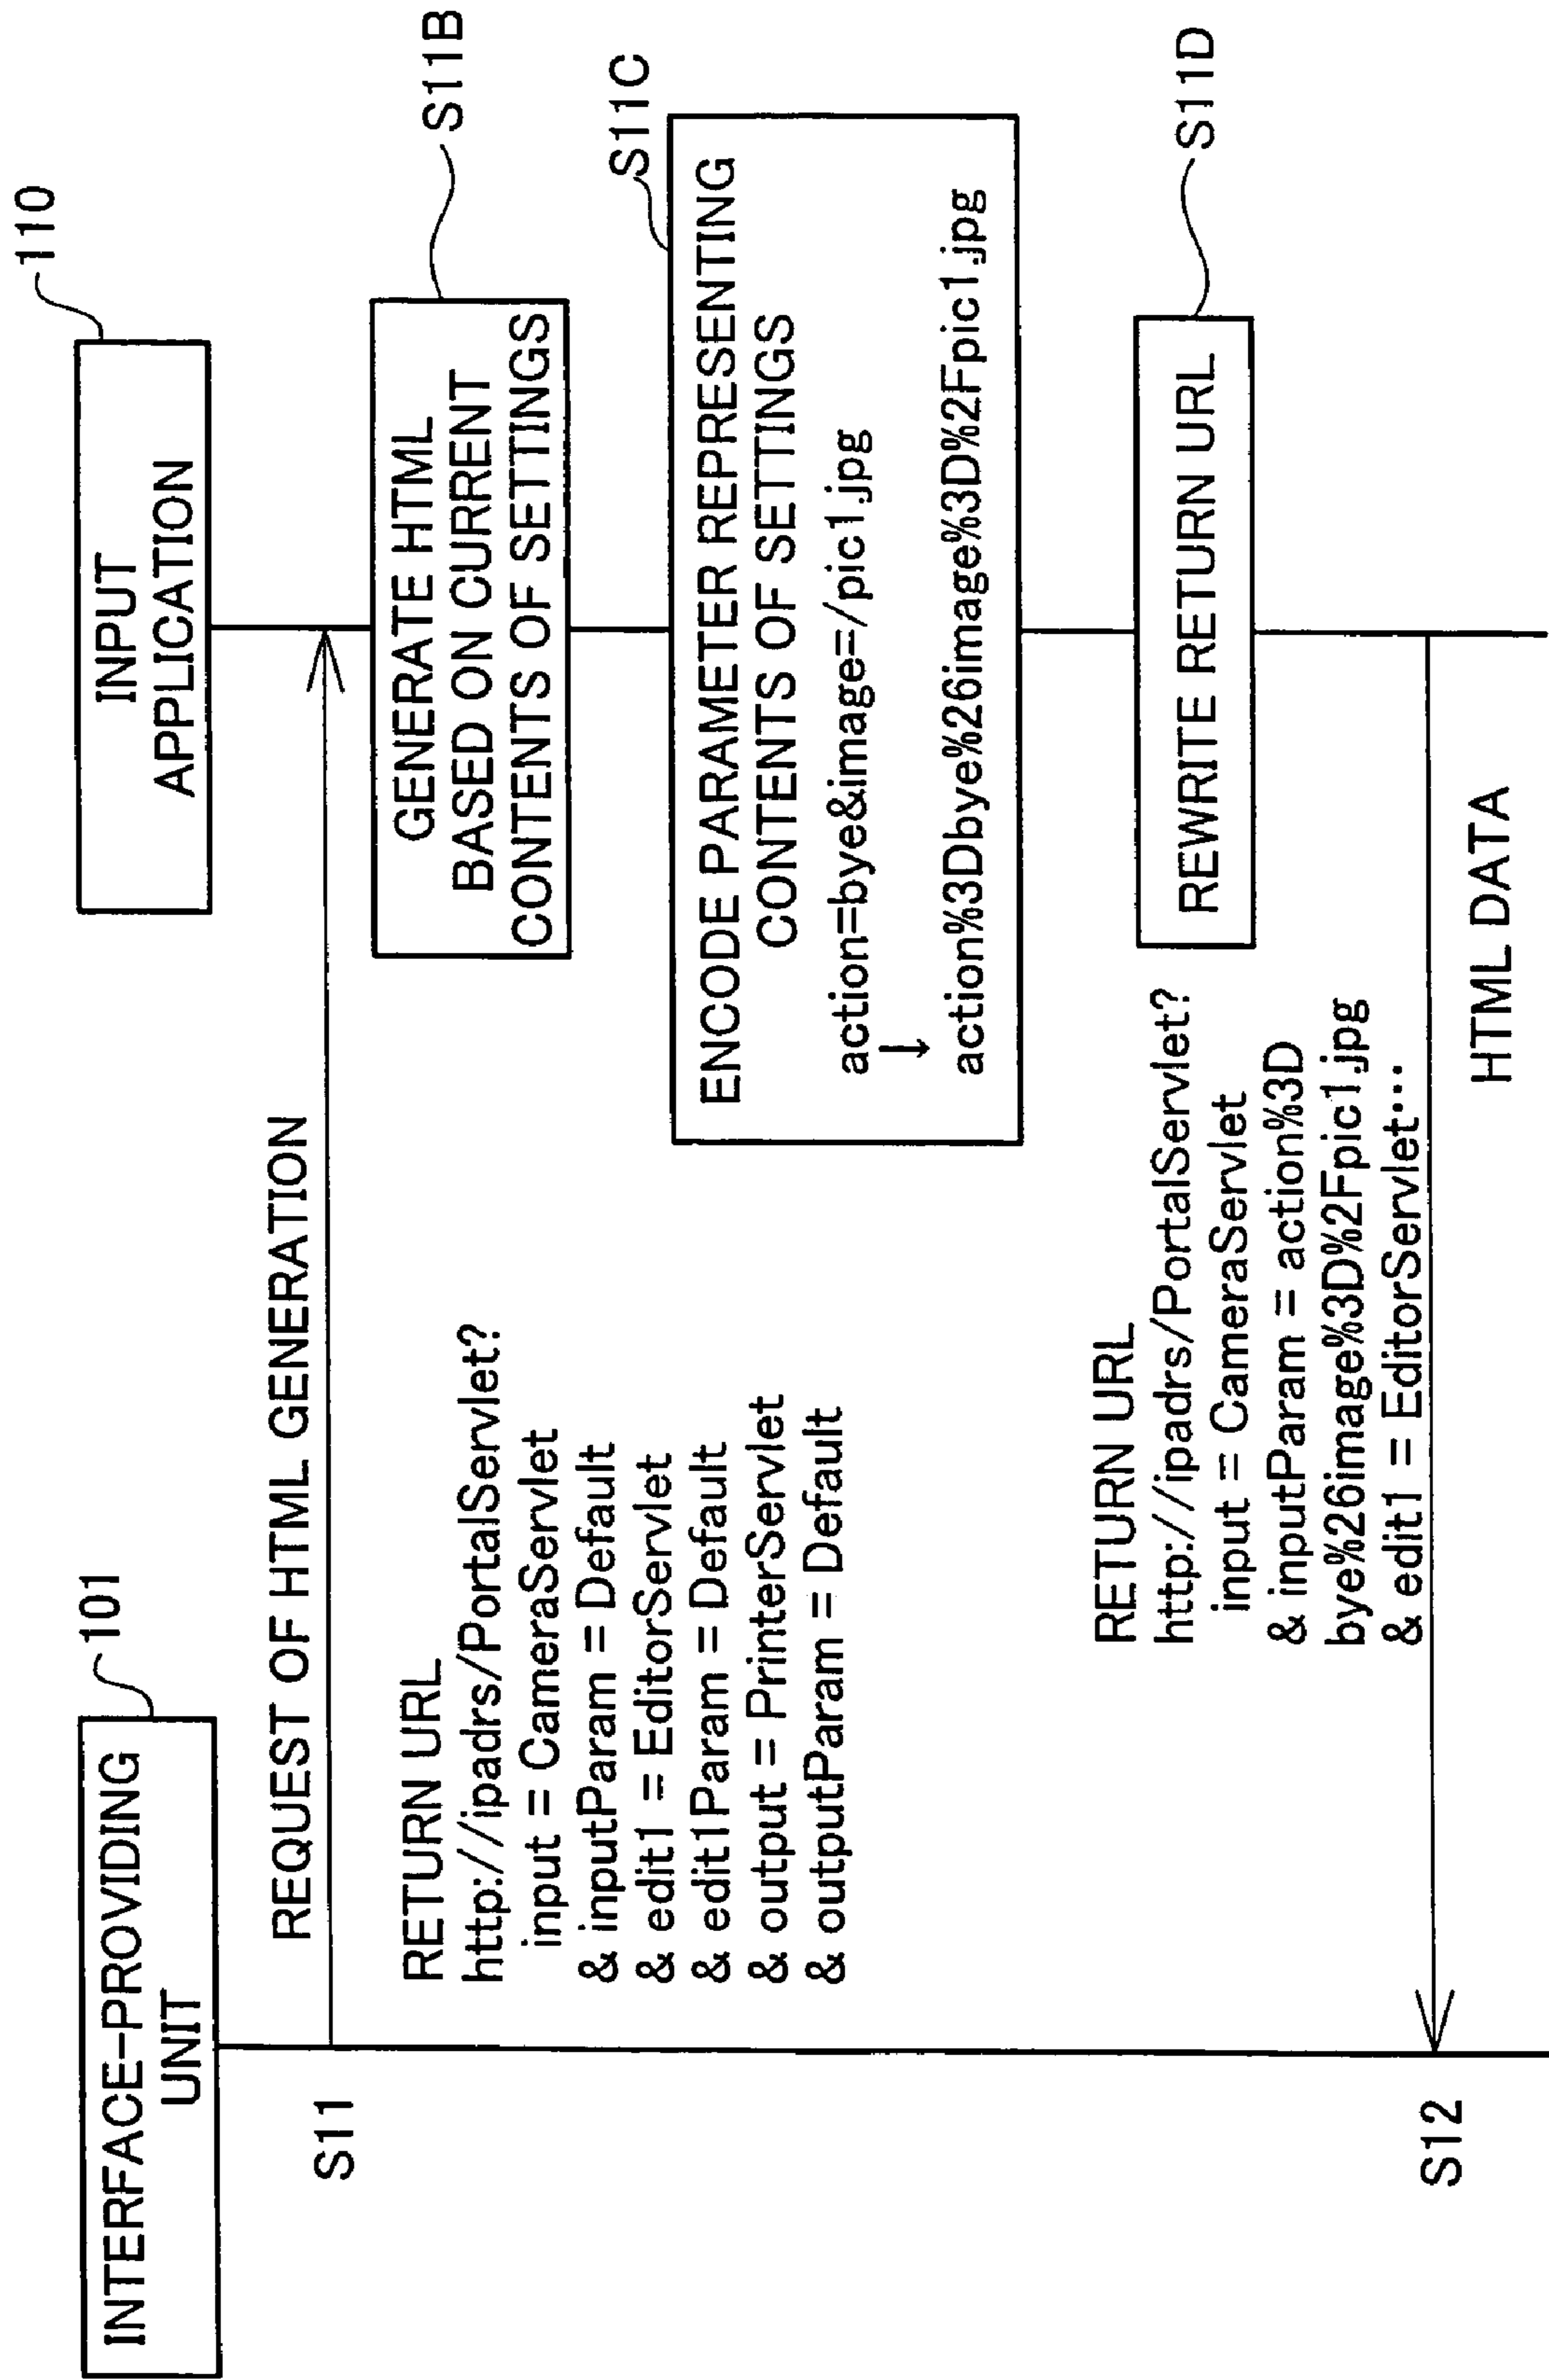 INTERFACE-PROVIDING
UNIT
101
INPUT
APPLICATION
110
S11
REQUEST OF HTML GENERATION
RETURN URL
http://ipadrs/PortalServlet?
input = CameraServlet
& inputParam = Default
& edit1 = EditorServlet
& edit1Param = Default
& output = PrinterServlet
& outputParam = Default
GENERATE HTML
BASED ON CURRENT
CONTENTS OF SETTINGS
S11B
ENCODE PARAMETER REPRESENTING
CONTENTS OF SETTINGS
action=bye&image=/pic1.jpg
↓
action%3Dbye%26image%3D%2Fpic1.jpg
S11C
REWRITE RETURN URL
S11D
RETURN URL
http://ipadrs/PortalServlet?
input = CameraServlet
& inputParam = action%3D
bye%26image%3D%2Fpic1.jpg
& edit1 = EditorServlet···
S12
HTML DATA